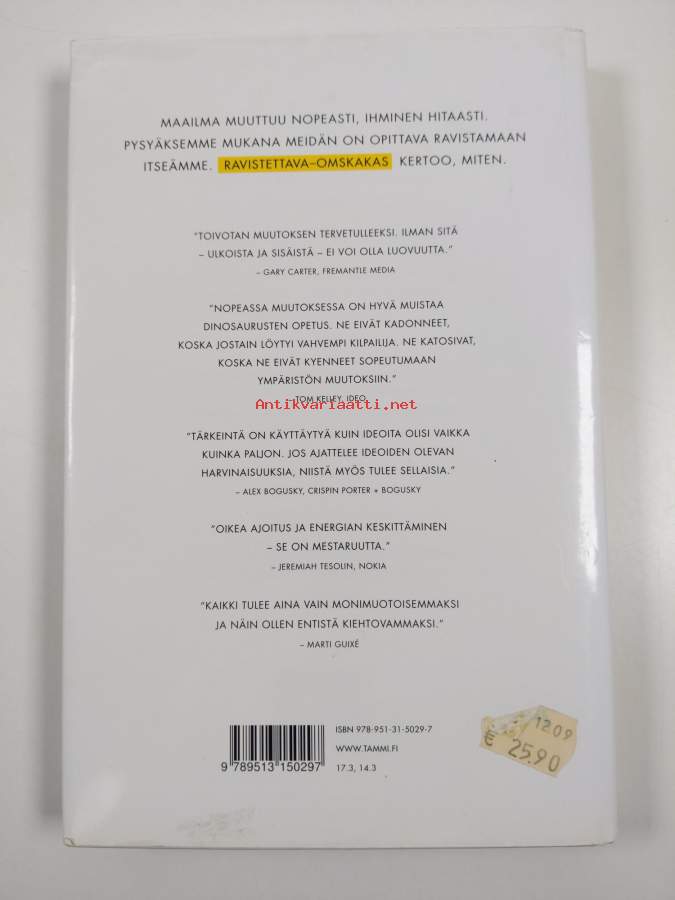 MAAILMA MUUTTUU NOPEASTI, IHMINEN HITAASTI.
PYSYÄKSEMME MUKANA MEIDÄN ON OPITTAVA RAVISTAMAAN
ITSEÄMME. RAVISTETTAVA–OMSKAKAS KERTOO, MITEN.
"TOIVOTAN MUUTOKSEN TERVETULLEEKSI. ILMAN SITÄ
– ULKOISTA JA SISÄISTÄ – EI VOI OLLA LUOVUUTTA."
– GARY CARTER, FREMANTLE MEDIA
"NOPEASSA MUUTOKSESSA ON HYVÄ MUISTAA
DINOSAURUSTEN OPETUS. NE EIVÄT KADONNEET,
KOSKA JOSTAIN LÖYTYI VAHVEMPI KILPAILIJA. NE KATOSIVAT,
KOSKA NE EIVÄT KYENNEET SOPEUTUMAAN
YMPÄRISTÖN MUUTOKSIIN."
– TOM KELLEY, IDEO
Antikvariaatti.net
"TÄRKEINTÄ ON KÄYTTÄYTYÄ KUIN IDEOITA OLISI VAIKKA
KUINKA PALJON. JOS AJATTELEE IDEOIDEN OLEVAN
HARVINAISUUKSIA, NIISTÄ MYÖS TULEE SELLAISIA."
– ALEX BOGUSKY, CRISPIN PORTER + BOGUSKY
"OIKEA AJOITUS JA ENERGIAN KESKITTÄMINEN
– SE ON MESTARUUTTA."
– JEREMIAH TESOLIN, NOKIA
"KAIKKI TULEE AINA VAIN MONIMUOTOISEMMAKSI
JA NÄIN OLLEN ENTISTÄ KIEHTOVAMMAKSI."
– MARTI GUIXÉ
ISBN 978-951-31-5029-7
WWW.TAMMI.FI
17.3, 14.3
9 789513 150297
12.09
€ 25.90